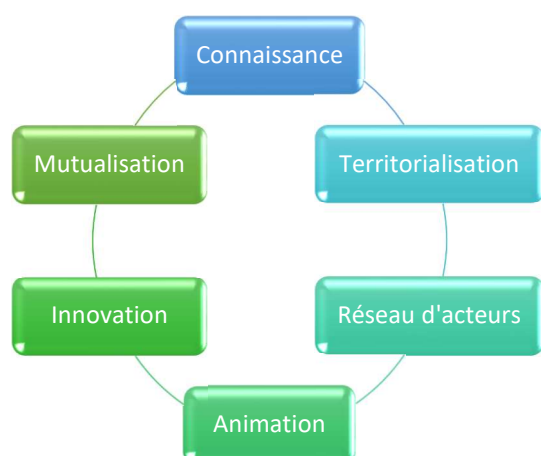 Connaissance
Mutualisation
Territorialisation
Innovation
Réseau d'acteurs
Animation